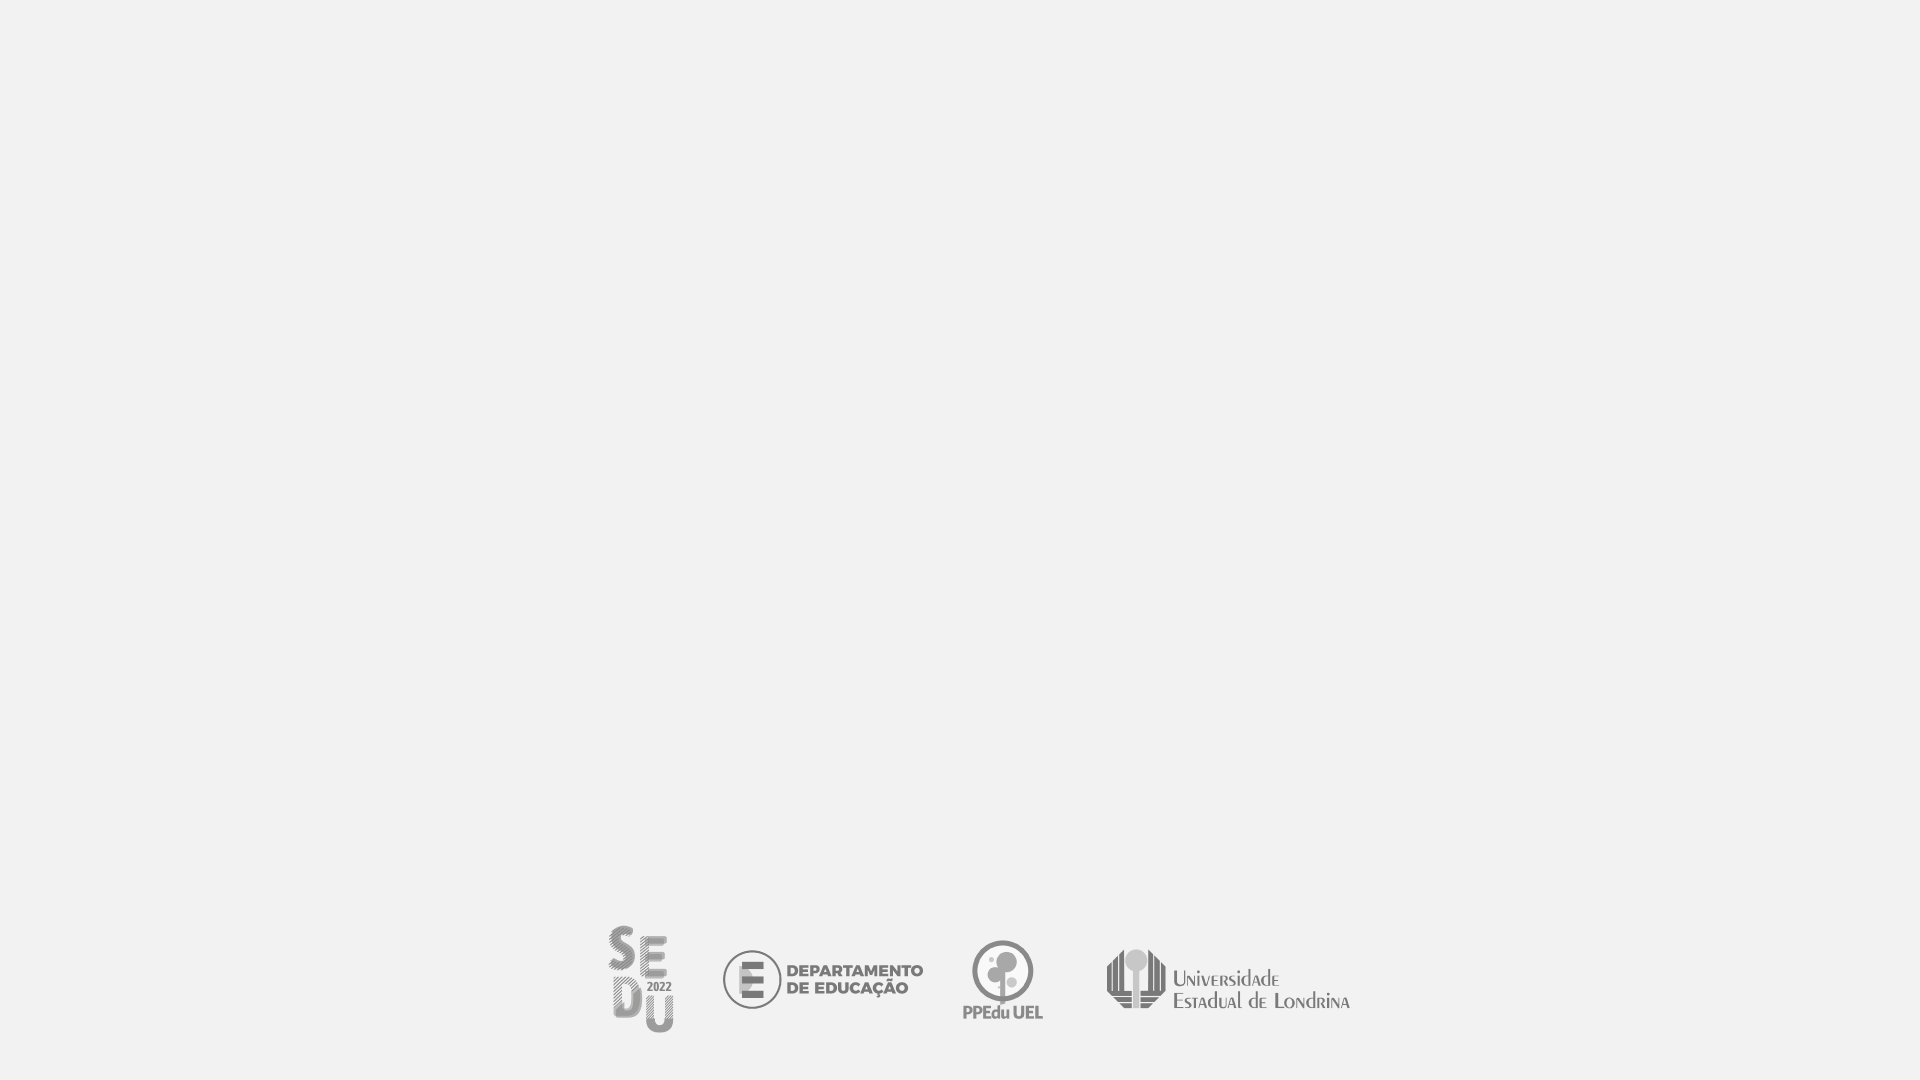 SE
DU
2022
DEPARTAMENTO
DE EDUCAÇÃO
PPEdu UEL
Universidade
Estadual de Londrina